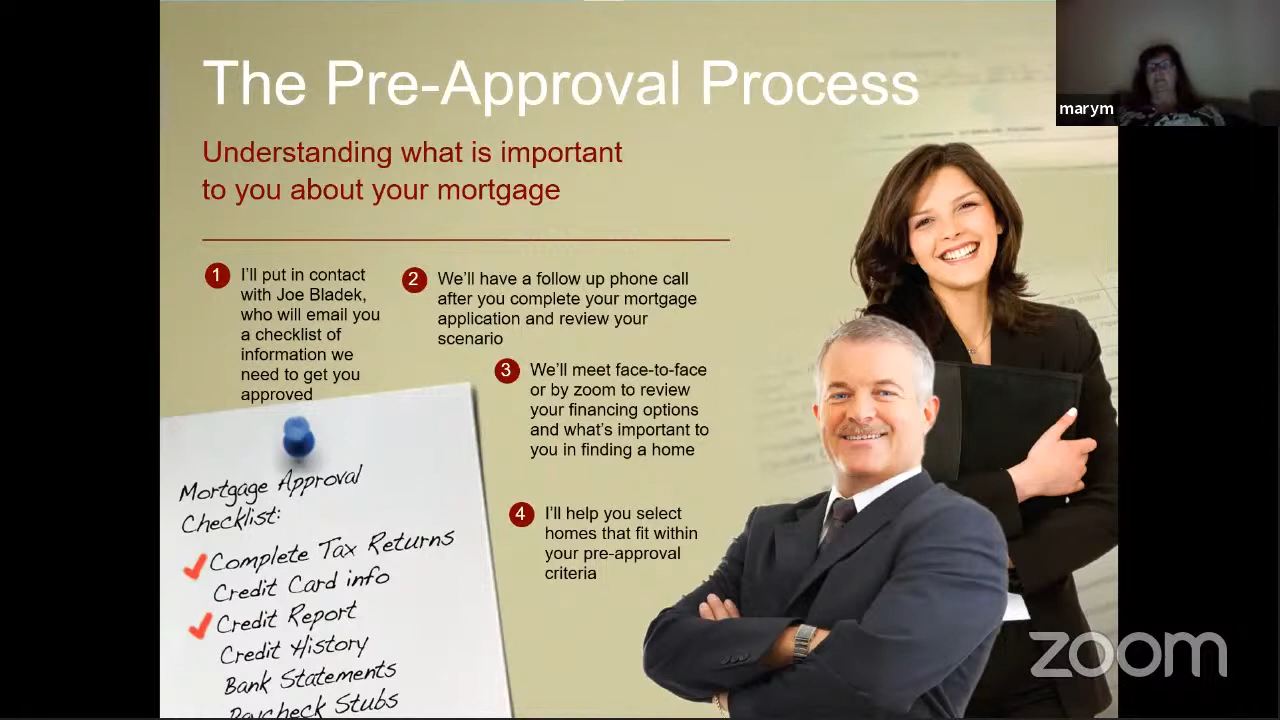 The Pre-Approval Process
marym
Understanding what is important
to you about your mortgage
1
I'll put in contact
with Joe Bladek,
who will email you
a checklist of
information we
need to get you
approved
2
We'll have a follow up phone call
after you complete your mortgage
application and review your
scenario
3
We'll meet face-to-face
or by zoom to review
your financing options
and what's important to
you in finding a home
4
I'll help you select
homes that fit within
your pre-approval
criteria
Mortgage Approval
Checklist:
Complete Tax Returns
Credit Card info
Credit Report
Credit History
Bank Statements
Paycheck Stubs
zoom